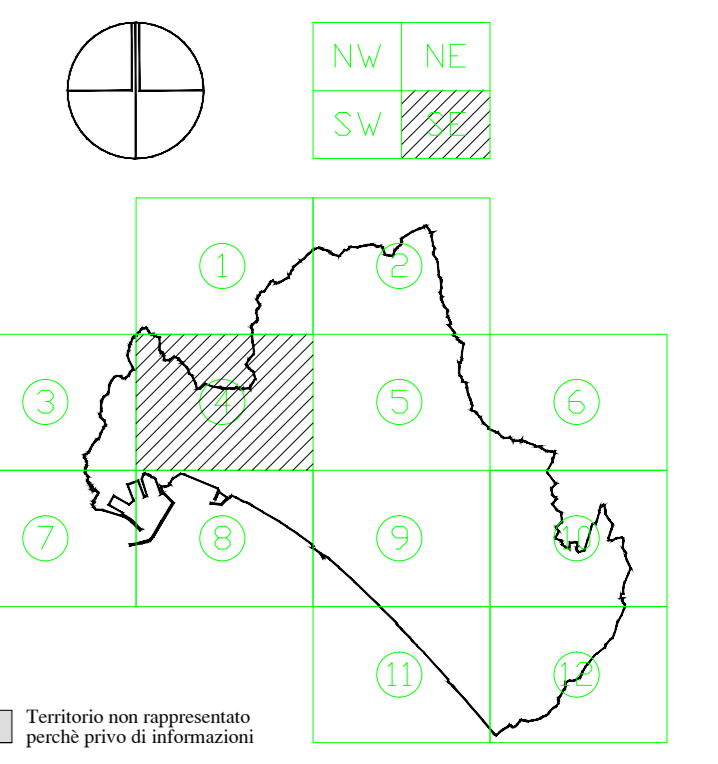 NW NE
SW SE
1 2
3 4 5 6
7 8 9 10
11 12
Territorio non rappresentato
perchè privo di informazioni